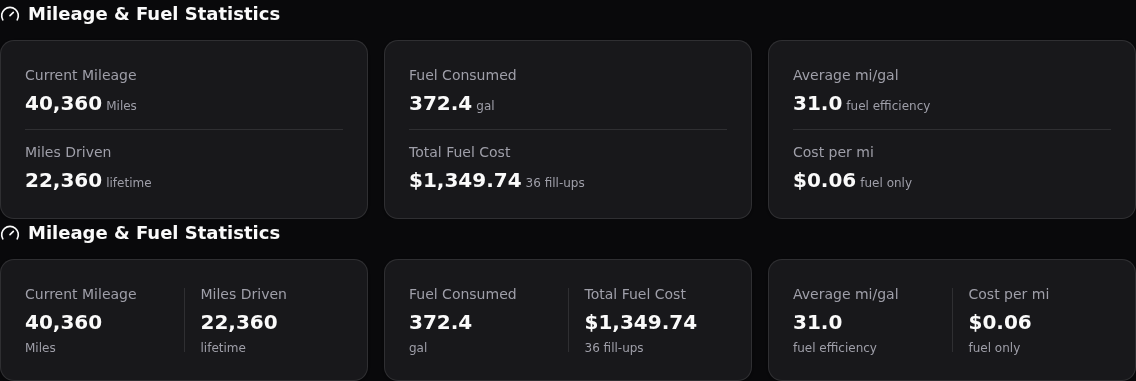 Mileage & Fuel Statistics
Current Mileage
40,360 Miles
Miles Driven
22,360 lifetime
Fuel Consumed
372.4 gal
Total Fuel Cost
$1,349.74 36 fill-ups
Average mi/gal
31.0 fuel efficiency
Cost per mi
$0.06 fuel only
Mileage & Fuel Statistics
Current Mileage
40,360
Miles
Miles Driven
22,360
lifetime
Fuel Consumed
372.4
gal
Total Fuel Cost
$1,349.74
36 fill-ups
Average mi/gal
31.0
fuel efficiency
Cost per mi
$0.06
fuel only